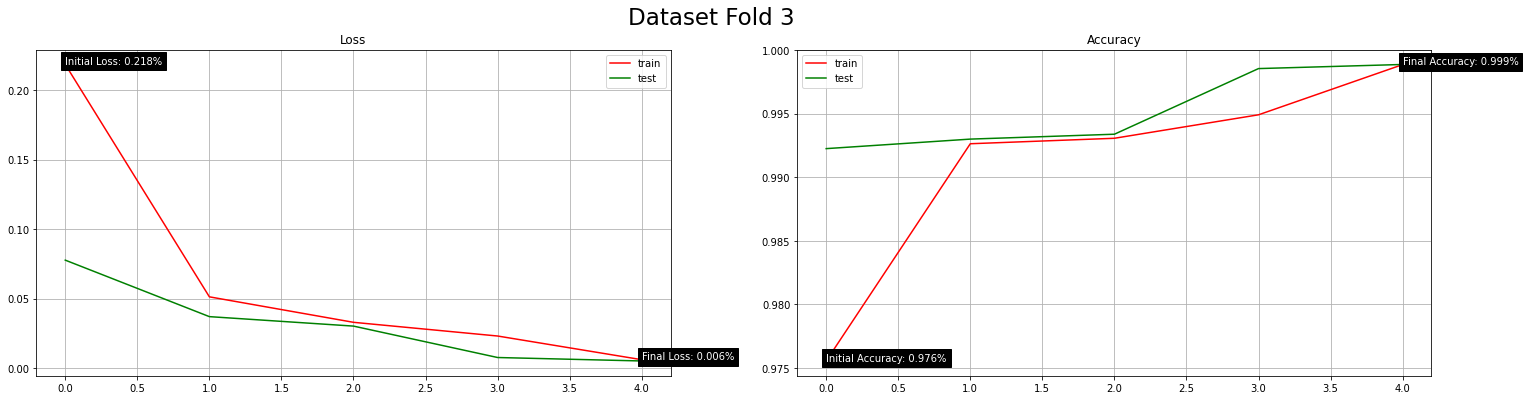 Dataset Fold 3
Loss
Initial Loss: 0.218%
train
test
0.20
0.15
0.10
0.05
0.00
Final Loss: 0.006%
0.0 0.5 1.0 1.5 2.0 2.5 3.0 3.5 4.0
Accuracy
1.000
train
test
Final Accuracy: 0.999%
0.995
0.990
0.985
0.980
0.975
Initial Accuracy: 0.976%
0.0 0.5 1.0 1.5 2.0 2.5 3.0 3.5 4.0